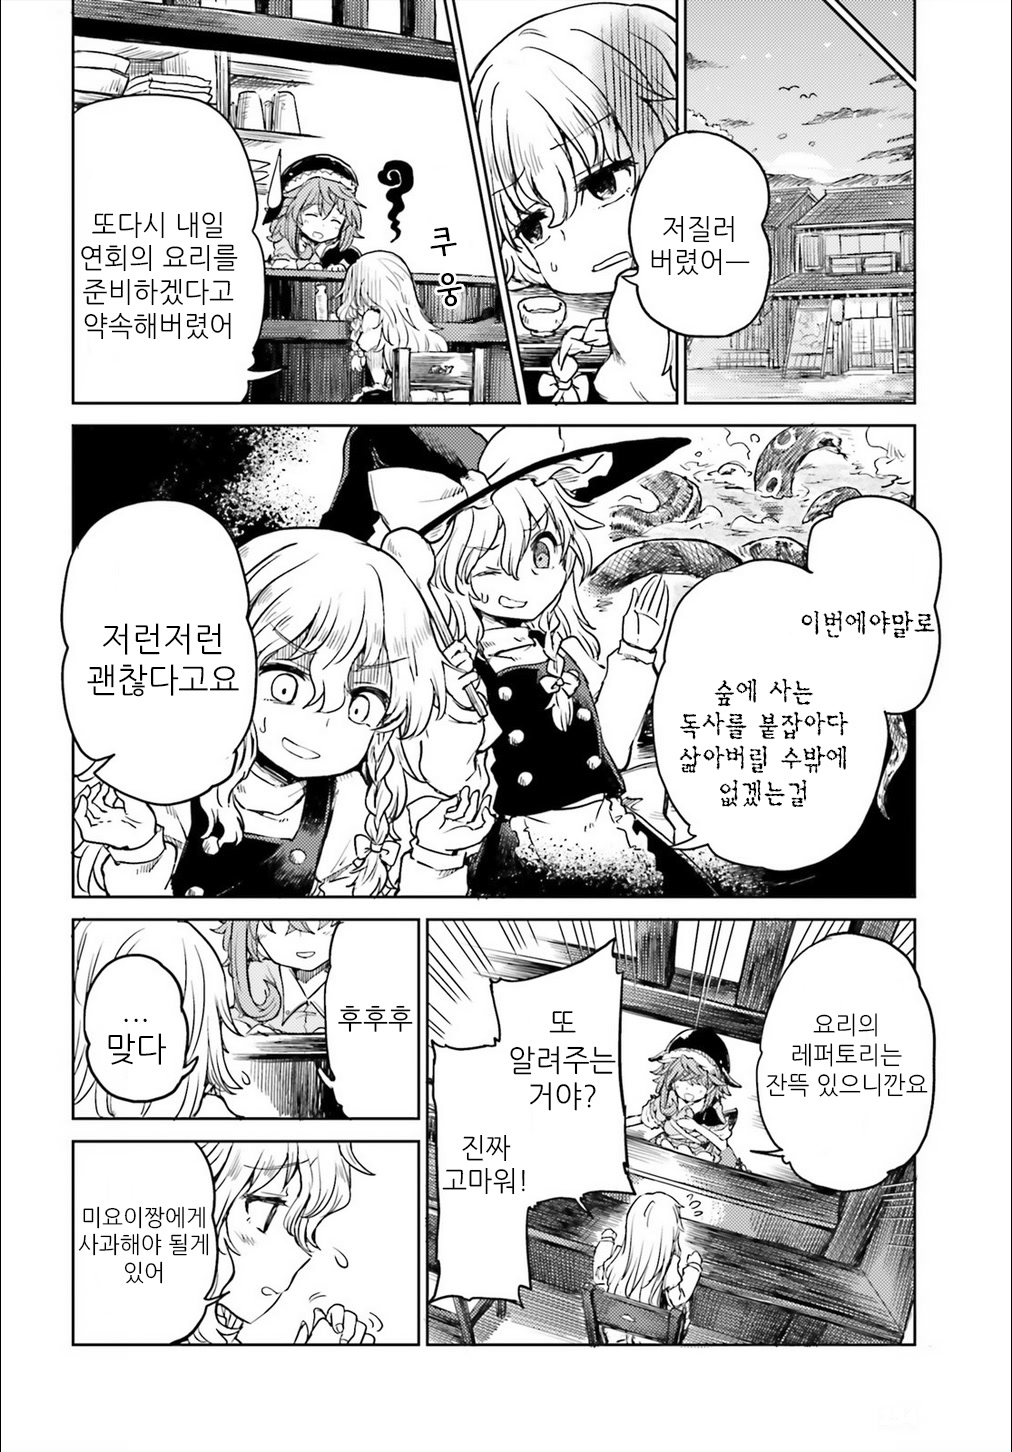 저질러
버렸어―
또다시 내일
연회의 요리를
준비하겠다고
약속해버렸어
쿠
웅
이번에야말로
숲에 사는
독사를 붙잡아다
삶아버릴 수밖에
없겠는걸
저런저런
괜찮다고요
요리의
레퍼토리는
잔뜩 있으니깐요
또
알려주는
거야?
진짜
고마워!
후후후
...
맞다
미요이짱에게
사과해야 될게
있어